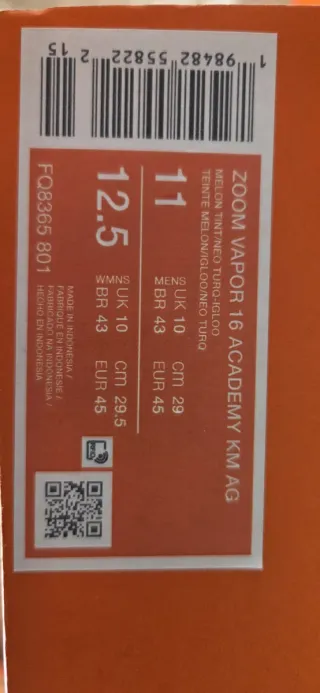 1 98482 55822 2
15
ZOOM VAPOR 16 ACADEMY KM AG
MELON TINT/NEO TURQ-IGLOO
TEINTE MELON/IGLOO/NEO TURQ
11
MENS UK 10 cm 29
BR 43 EUR 45
12.5
WMNS UK 10 cm 29.5
BR 43 EUR 45
FQ8365 801
MADE IN INDONESIA /
FABRIQUÉ EN INDONESIE /
FABRICADO NA INDONESIA /
HECHO EN INDONESIA